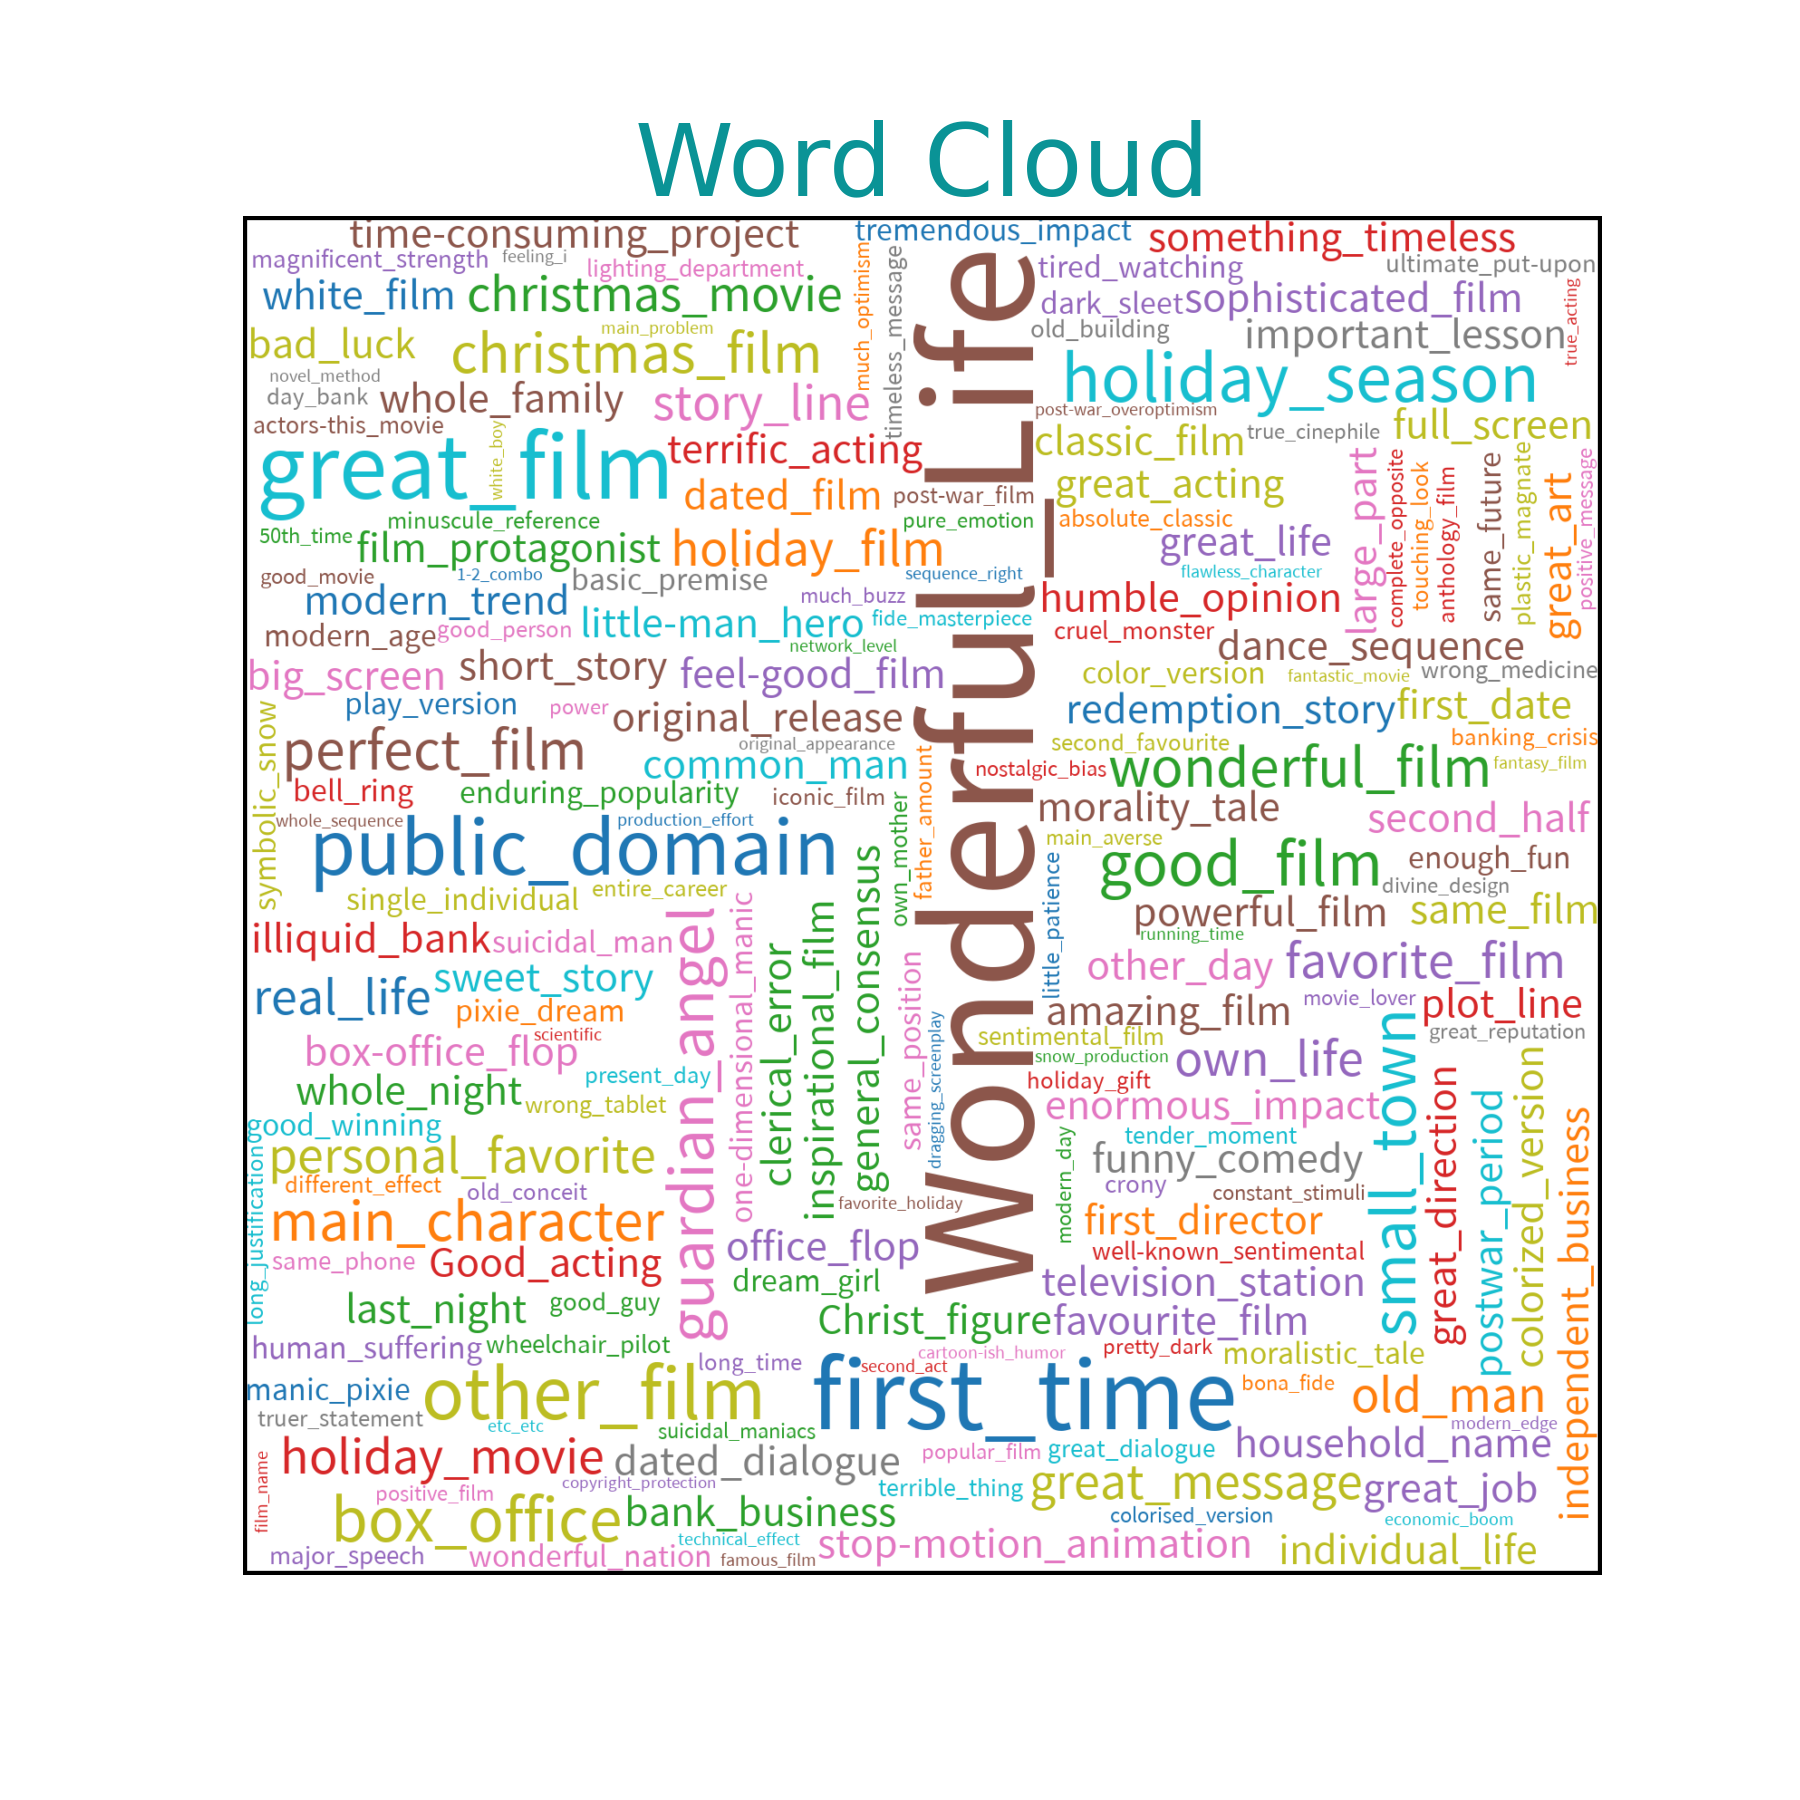 Word Cloud
time-consuming_project
tremendous_impact
something_timeless
magnificent_strength
feeling_i
lighting_department
much_optimism
timeless_message
Wonderful_Life
tired_watching
ultimate_put-upon
white_film
christmas_movie
dark_sleet
sophisticated_film
true_acting
bad_luck
christmas_film
main_problem
old_building
important_lesson
novel_method
day_bank
whole_family
story_line
holiday_season
actors-this_movie
white_boy
post-war_overoptimism
great_film
terrific_acting
classic_film
true_cinephile
full_screen
dated_film
post-war_film
great_acting
large_part
complete_opposite
touching_look
anthology_film
same_future
plastic_magnate
great_art
positive_message
minuscule_reference
pure_emotion
absolute_classic
50th_time
film_protagonist
holiday_film
great_life
good_movie
1-2_combo
basic_premise
sequence_right
flawless_character
modern_trend
much_buzz
humble_opinion
modern_age
good_person
little-man_hero
fide_masterpiece
cruel_monster
dance_sequence
network_level
big_screen
short_story
feel-good_film
color_version
fantastic_movie
wrong_medicine
symbolic_snow
play_version
power
original_release
redemption_story
first_date
perfect_film
original_appearance
father_amount
second_favourite
banking_crisis
common_man
nostalgic_bias
wonderful_film
fantasy_film
bell_ring
enduring_popularity
iconic_film
own_mother
morality_tale
second_half
whole_sequence
production_effort
public_domain
general_consensus
main_averse
good_film
enough_fun
little_patience
single_individual
entire_career
divine_design
powerful_film
same_film
guardian_angel
one-dimensional_manic
clerical_error
inspirational_film
running_time
illiquid_bank
suicidal_man
same_position
other_day
favorite_film
real_life
sweet_story
pixie_dream
amazing_film
movie_lover
plot_line
scientific
dragging_screenplay
sentimental_film
small_town
great_reputation
box-office_flop
snow_production
own_life
whole_night
present_day
holiday_gift
great_direction
postwar_period
colorized_version
wrong_tablet
enormous_impact
independent_business
good_winning
long_justification
modern_day
tender_moment
personal_favorite
funny_comedy
different_effect
old_conceit
favorite_holiday
crony
constant_stimuli
main_character
first_director
same_phone
Good_acting
office_flop
well-known_sentimental
dream_girl
television_station
last_night
good_guy
Christ_figure
favourite_film
human_suffering
wheelchair_pilot
long_time
second_act
cartoon-ish_humor
pretty_dark
moralistic_tale
manic_pixie
other_film
first_time
bona_fide
old_man
truer_statement
etc_etc
suicidal_maniacs
modern_edge
film_name
holiday_movie
dated_dialogue
popular_film
great_dialogue
household_name
copyright_protection
positive_film
terrible_thing
great_message
great_job
box_office
bank_business
colorised_version
economic_boom
technical_effect
major_speech
wonderful_nation
famous_film
stop-motion_animation
individual_life